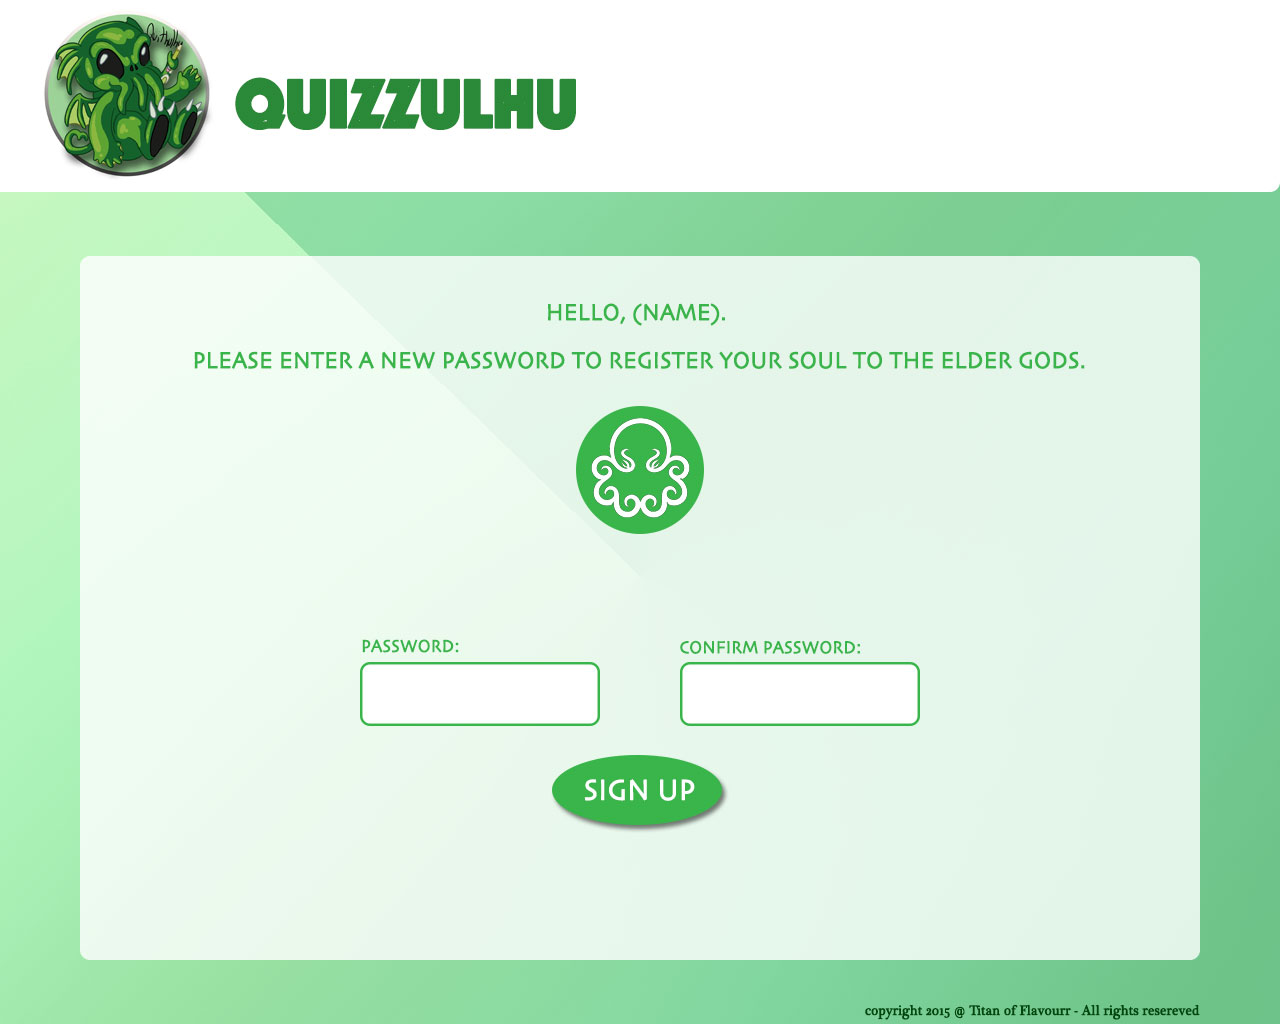 Quithulhu
QUIZZULHU
HELLO, (NAME).
PLEASE ENTER A NEW PASSWORD TO REGISTER YOUR SOUL TO THE ELDER GODS.
PASSWORD:
CONFIRM PASSWORD:
SIGN UP
copyright 2015 @ Titan of Flavourr - All rights resereved